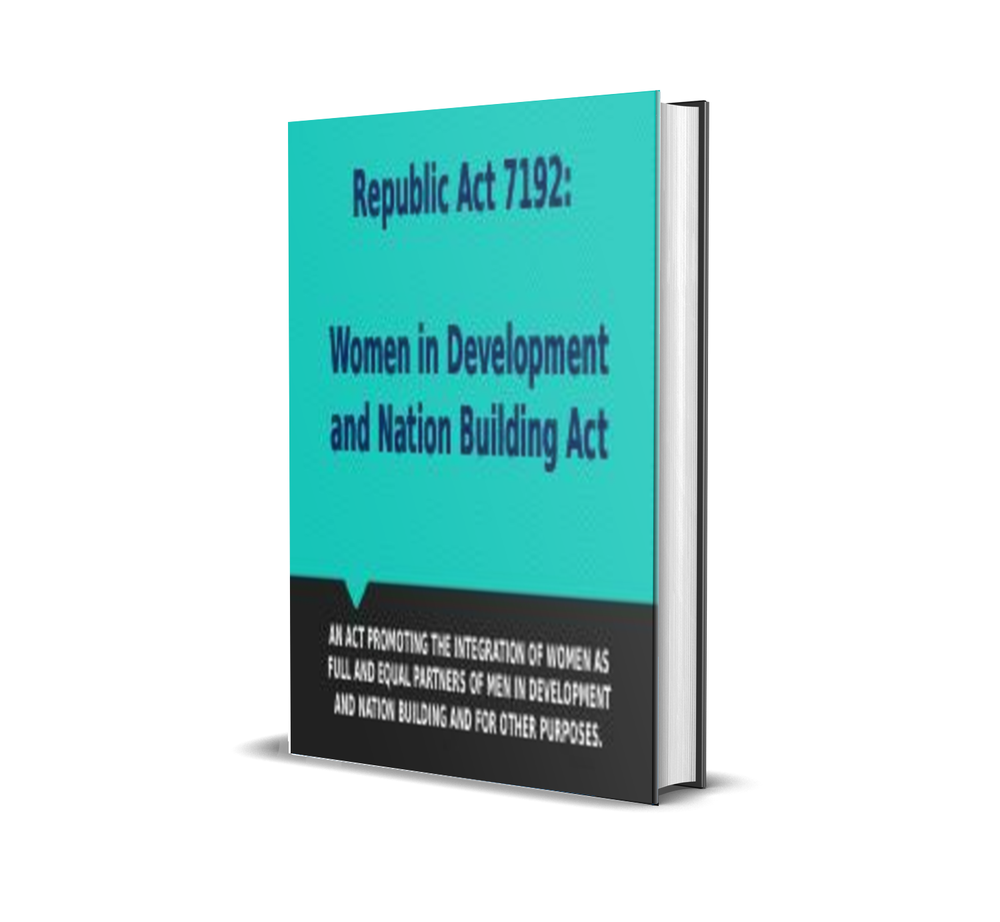 Republic Act 7192:
Women in Development
and Nation Building Act
AN ACT PROMOTING THE INTEGRATION OF WOMEN AS
FULL AND EQUAL PARTNERS OF MEN IN DEVELOPMENT
AND NATION BUILDING AND FOR OTHER PURPOSES.